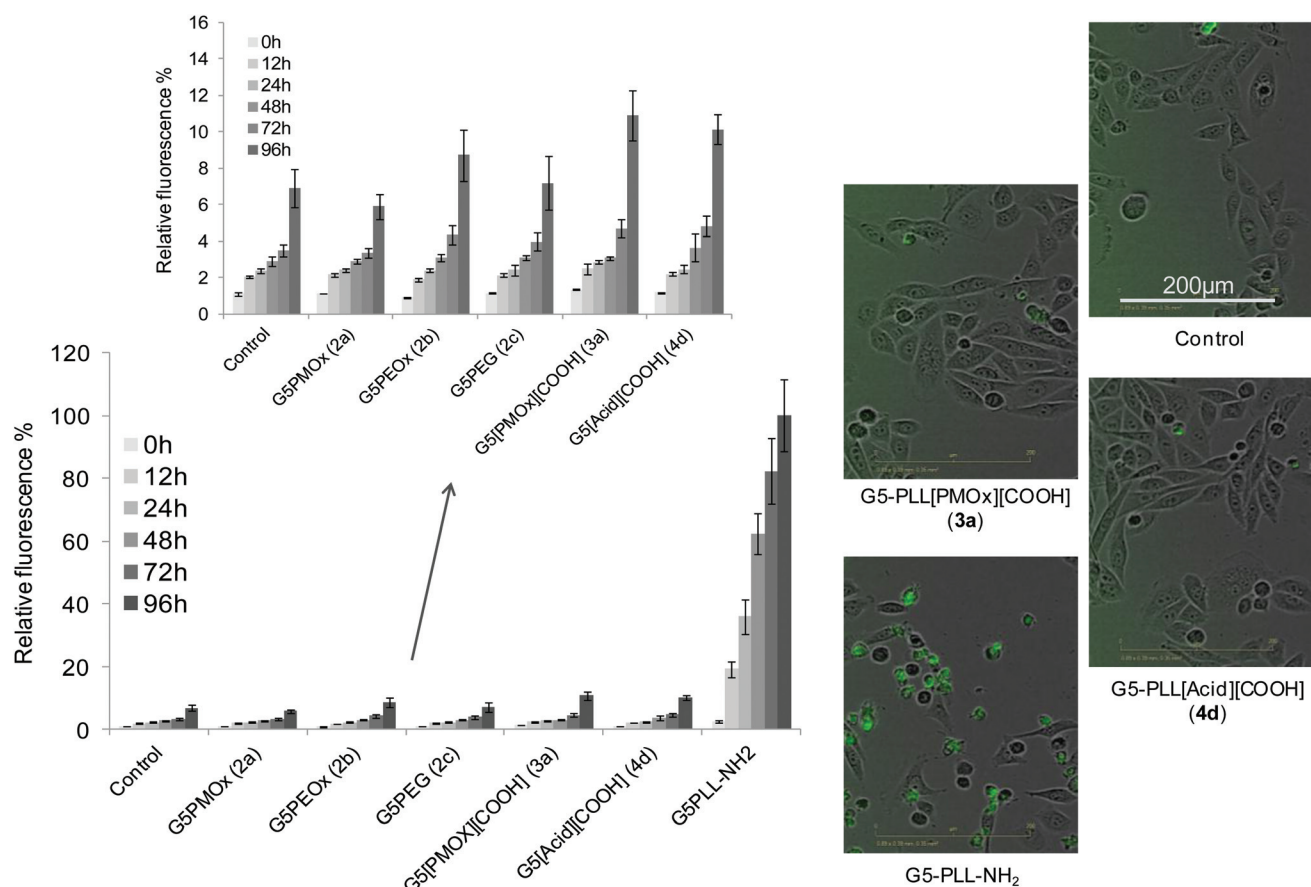 16
14
12
10
8
6
4
2
0
Relative fluorescence %
0h
12h
24h
48h
72h
96h
Control
G5PMOx (2a)
G5PEOx (2b)
G5PEG (2c)
G5[PMOx][COOH] (3a)
G5[Acid][COOH] (4d)
120
100
80
60
40
20
0
Relative fluorescence %
0h
12h
24h
48h
72h
96h
Control
G5PMOx (2a)
G5PEOx (2b)
G5PEG (2c)
G5[PMOX][COOH] (3a)
G5[Acid][COOH] (4d)
G5PLL-NH2
200µm
Control
G5-PLL[PMOx][COOH]
(3a)
G5-PLL[Acid][COOH]
(4d)
G5-PLL-NH₂